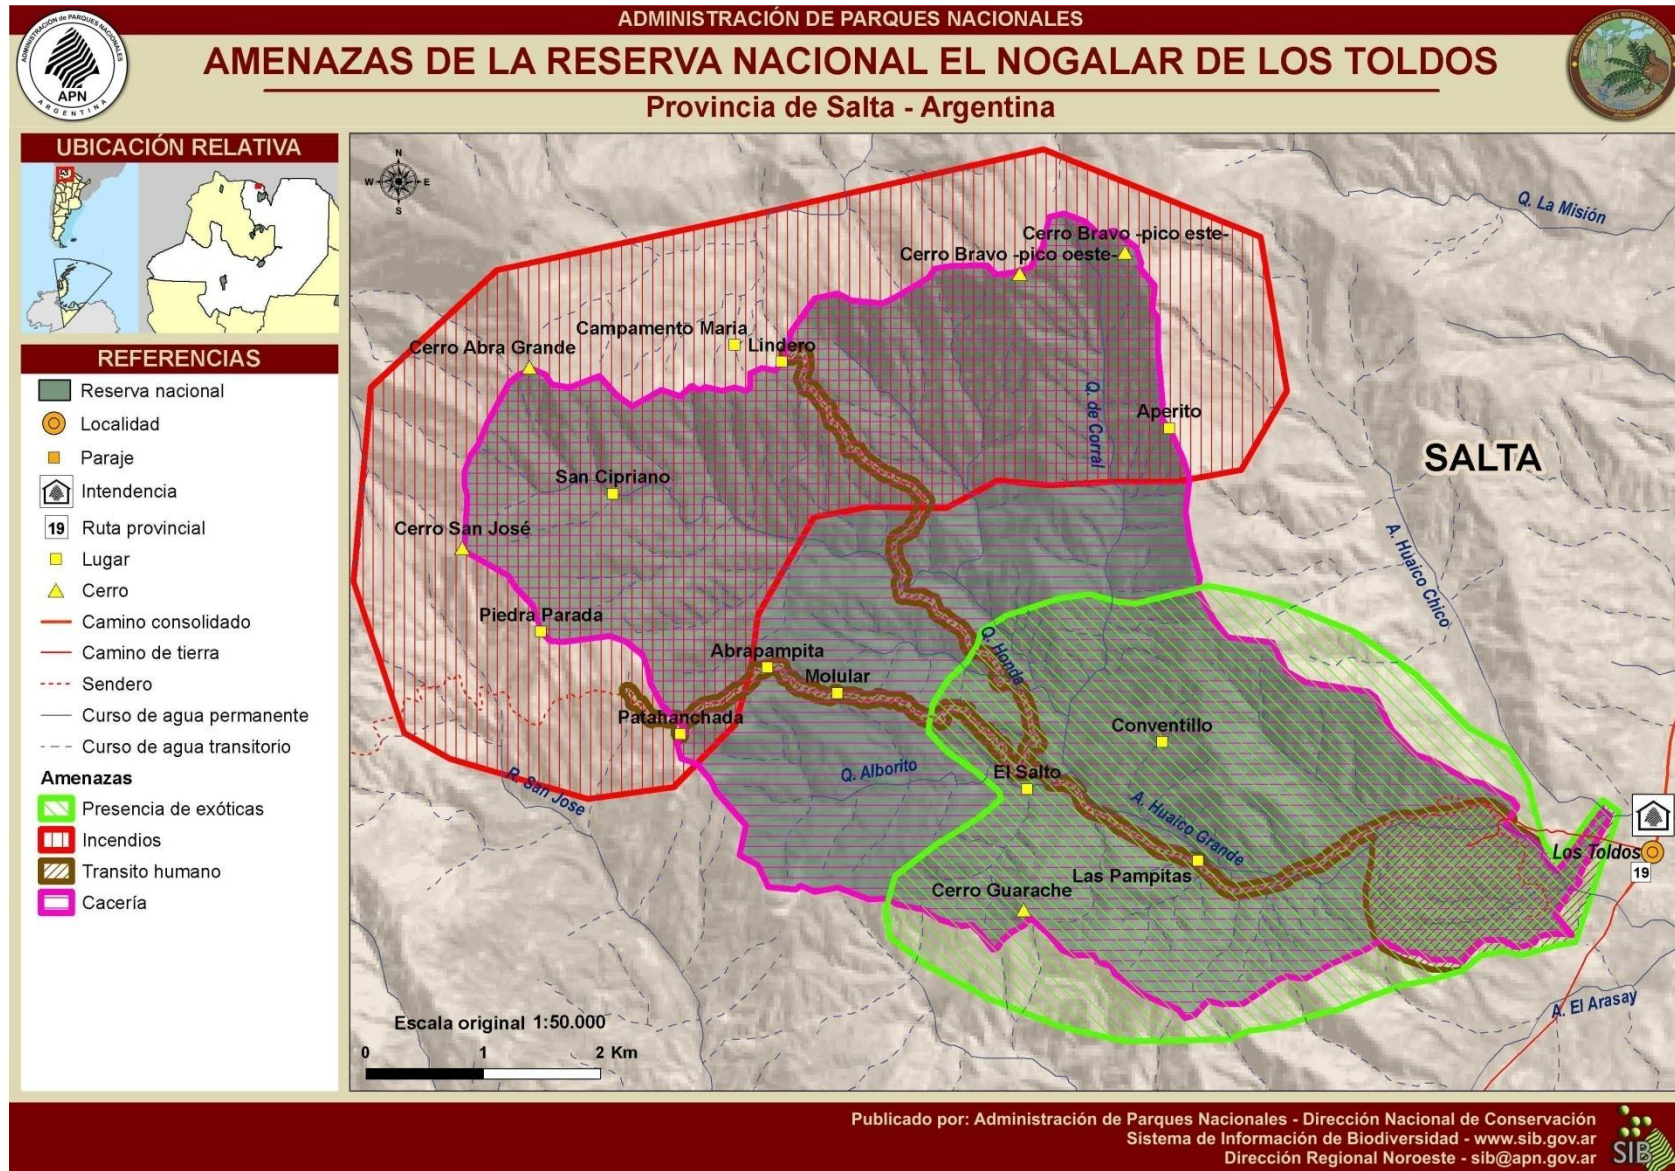 ADMINISTRACIÓN DE PARQUES NACIONALES
AMENAZAS DE LA RESERVA NACIONAL EL NOGALAR DE LOS TOLDOS
Provincia de Salta - Argentina
ADMINISTRACIÓN de PARQUES NACIONALES
APN
ARGENTINA
UBICACIÓN RELATIVA
REFERENCIAS
Reserva nacional
Localidad
Paraje
Intendencia
19 Ruta provincial
Lugar
Cerro
Camino consolidado
Camino de tierra
Sendero
Curso de agua permanente
Curso de agua transitorio
Amenazas
Presencia de exóticas
Incendios
Transito humano
Cacería
N
W E
S
Q. La Misión
Cerro Bravo -pico este-
Cerro Bravo -pico oeste-
Campamento Maria
Lindero
Cerro Abra Grande
Q. de Corral
Aperito
SALTA
San Cipriano
Cerro San José
A. Huaico Chico
Piedra Parada
Q. Honda
Abrapampita
Molular
Patahanchada
Conventillo
Q. Alborito
El Salto
R. San Jose
A. Huaico Grande
Los Toldos
19
Las Pampitas
Cerro Guarache
A. El Arasay
Escala original 1:50.000
0 1 2 Km
Publicado por: Administración de Parques Nacionales - Dirección Nacional de Conservación
Sistema de Información de Biodiversidad - www.sib.gov.ar
Dirección Regional Noroeste - sib@apn.gov.ar
SIB